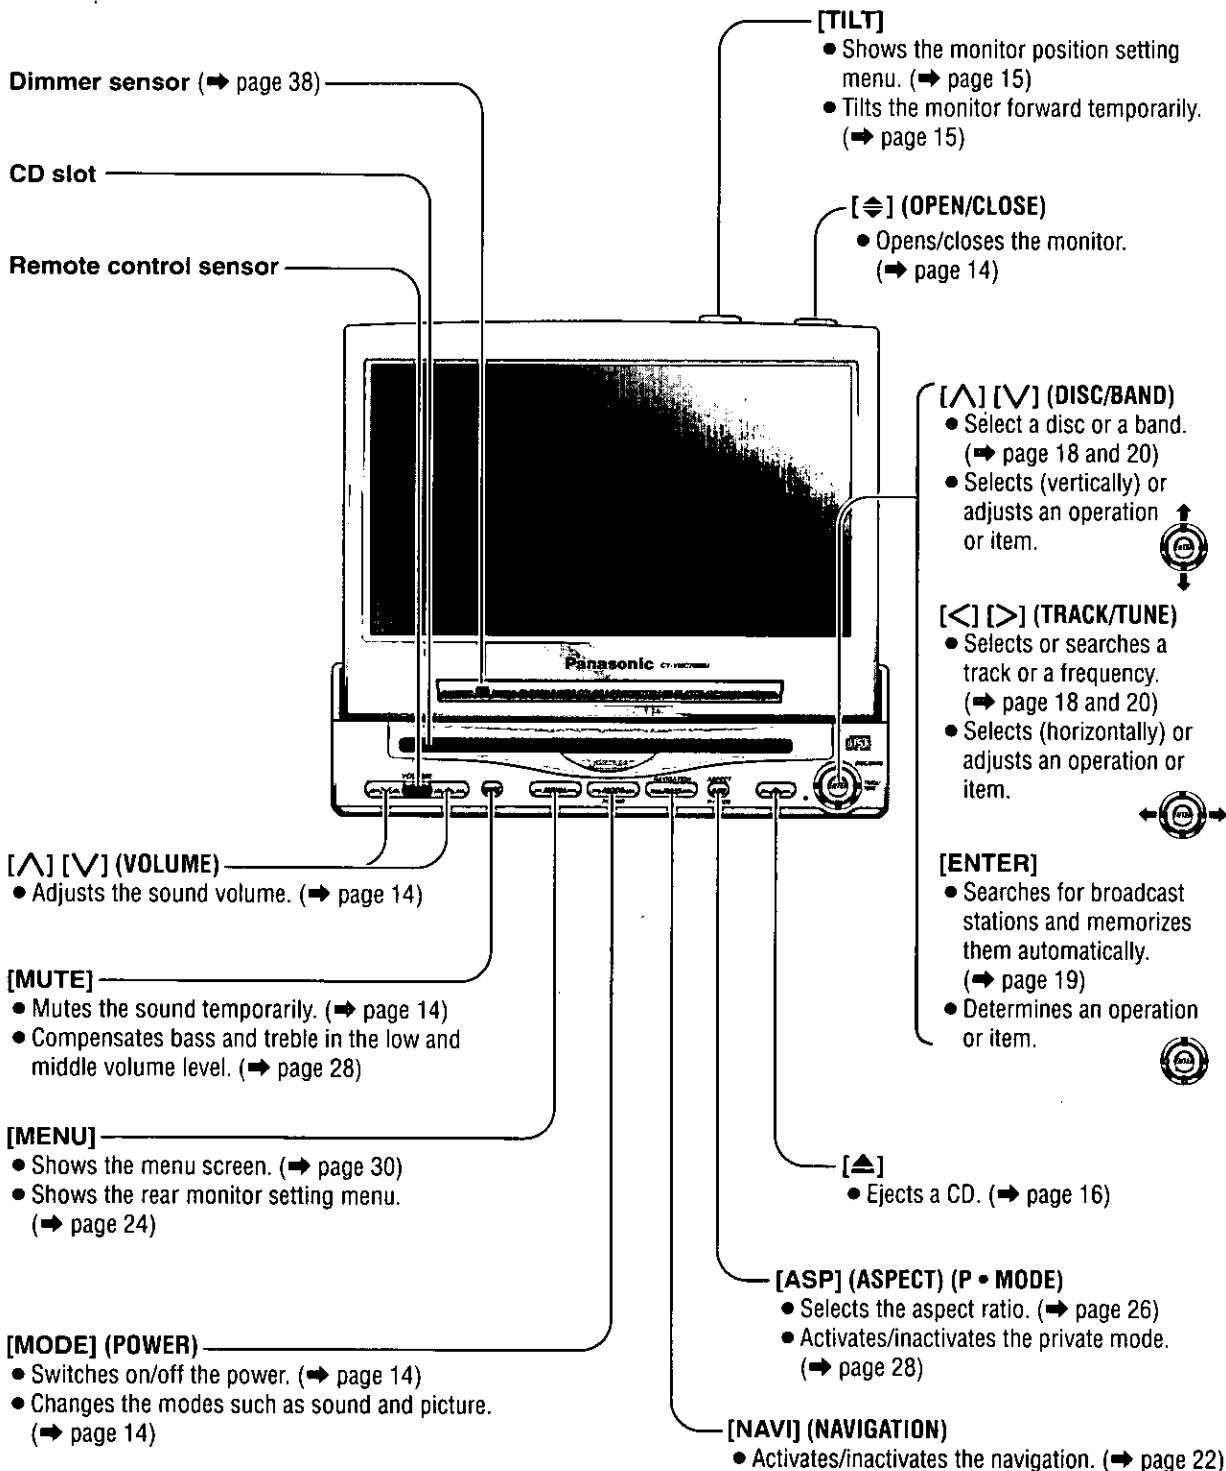 [TILT]
● Shows the monitor position setting
menu. (➡ page 15)
● Tilts the monitor forward temporarily.
(➡ page 15)
Dimmer sensor (➡ page 38)
CD slot
[⏏] (OPEN/CLOSE)
● Opens/closes the monitor.
(➡ page 14)
Remote control sensor
[∧] [∨] (DISC/BAND)
● Select a disc or a band.
(➡ page 18 and 20)
● Selects (vertically) or
adjusts an operation
or item.
ENTER
[<] [>] (TRACK/TUNE)
● Selects or searches a
track or a frequency.
(➡ page 18 and 20)
● Selects (horizontally) or
adjusts an operation or
item.
ENTER
[ENTER]
● Searches for broadcast
stations and memorizes
them automatically.
(➡ page 19)
● Determines an operation
or item.
ENTER
Panasonic
VOLUME
NAVIGATION ASPECT
MENU MODE ENTER
[∧] [∨] (VOLUME)
● Adjusts the sound volume. (➡ page 14)
[MUTE]
● Mutes the sound temporarily. (➡ page 14)
● Compensates bass and treble in the low and
middle volume level. (➡ page 28)
[MENU]
● Shows the menu screen. (➡ page 30)
● Shows the rear monitor setting menu.
(➡ page 24)
[MODE] (POWER)
● Switches on/off the power. (➡ page 14)
● Changes the modes such as sound and picture.
(➡ page 14)
[⏏]
● Ejects a CD. (➡ page 16)
[ASP] (ASPECT) (P • MODE)
● Selects the aspect ratio. (➡ page 26)
● Activates/inactivates the private mode.
(➡ page 28)
[NAVI] (NAVIGATION)
● Activates/inactivates the navigation. (➡ page 22)